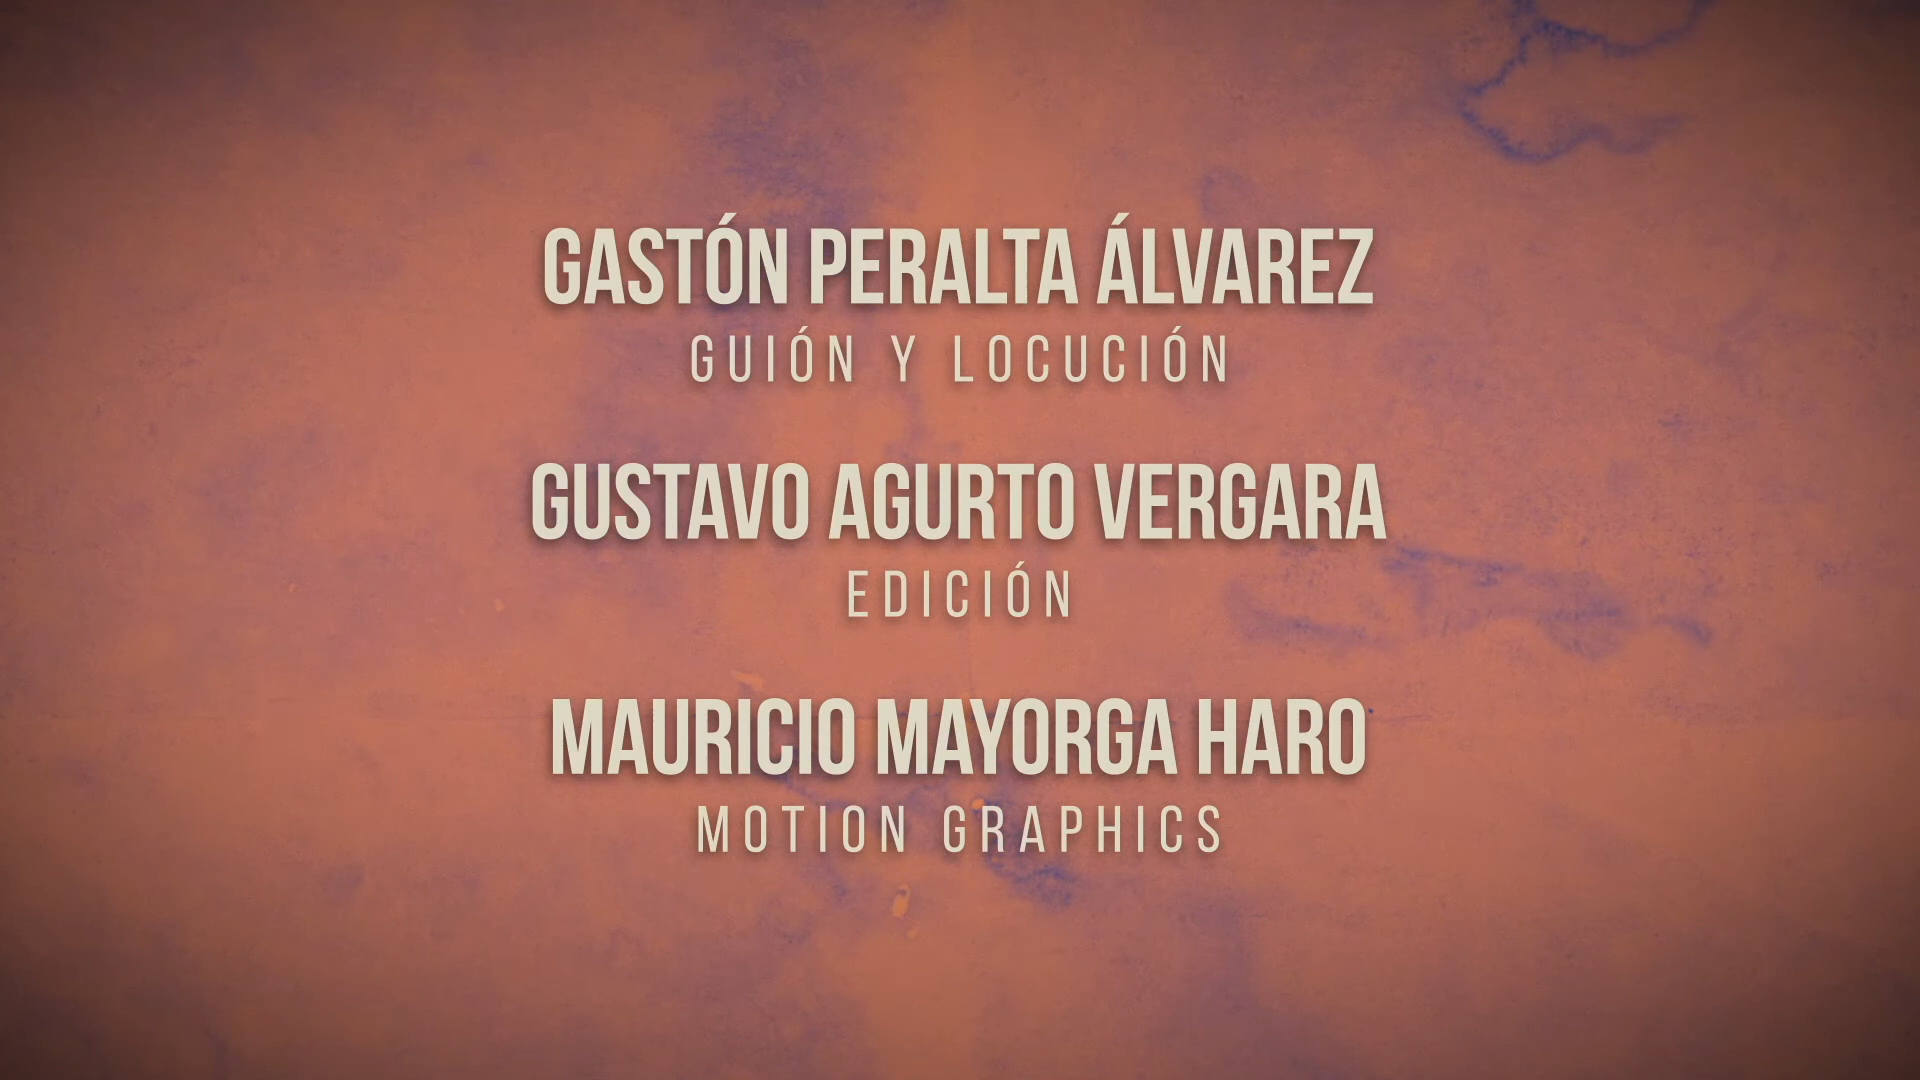 GASTÓN PERALTA ÁLVAREZ
GUIÓN Y LOCUCIÓN
GUSTAVO AGURTO VERGARA
EDICIÓN
MAURICIO MAYORGA HARO
MOTION GRAPHICS